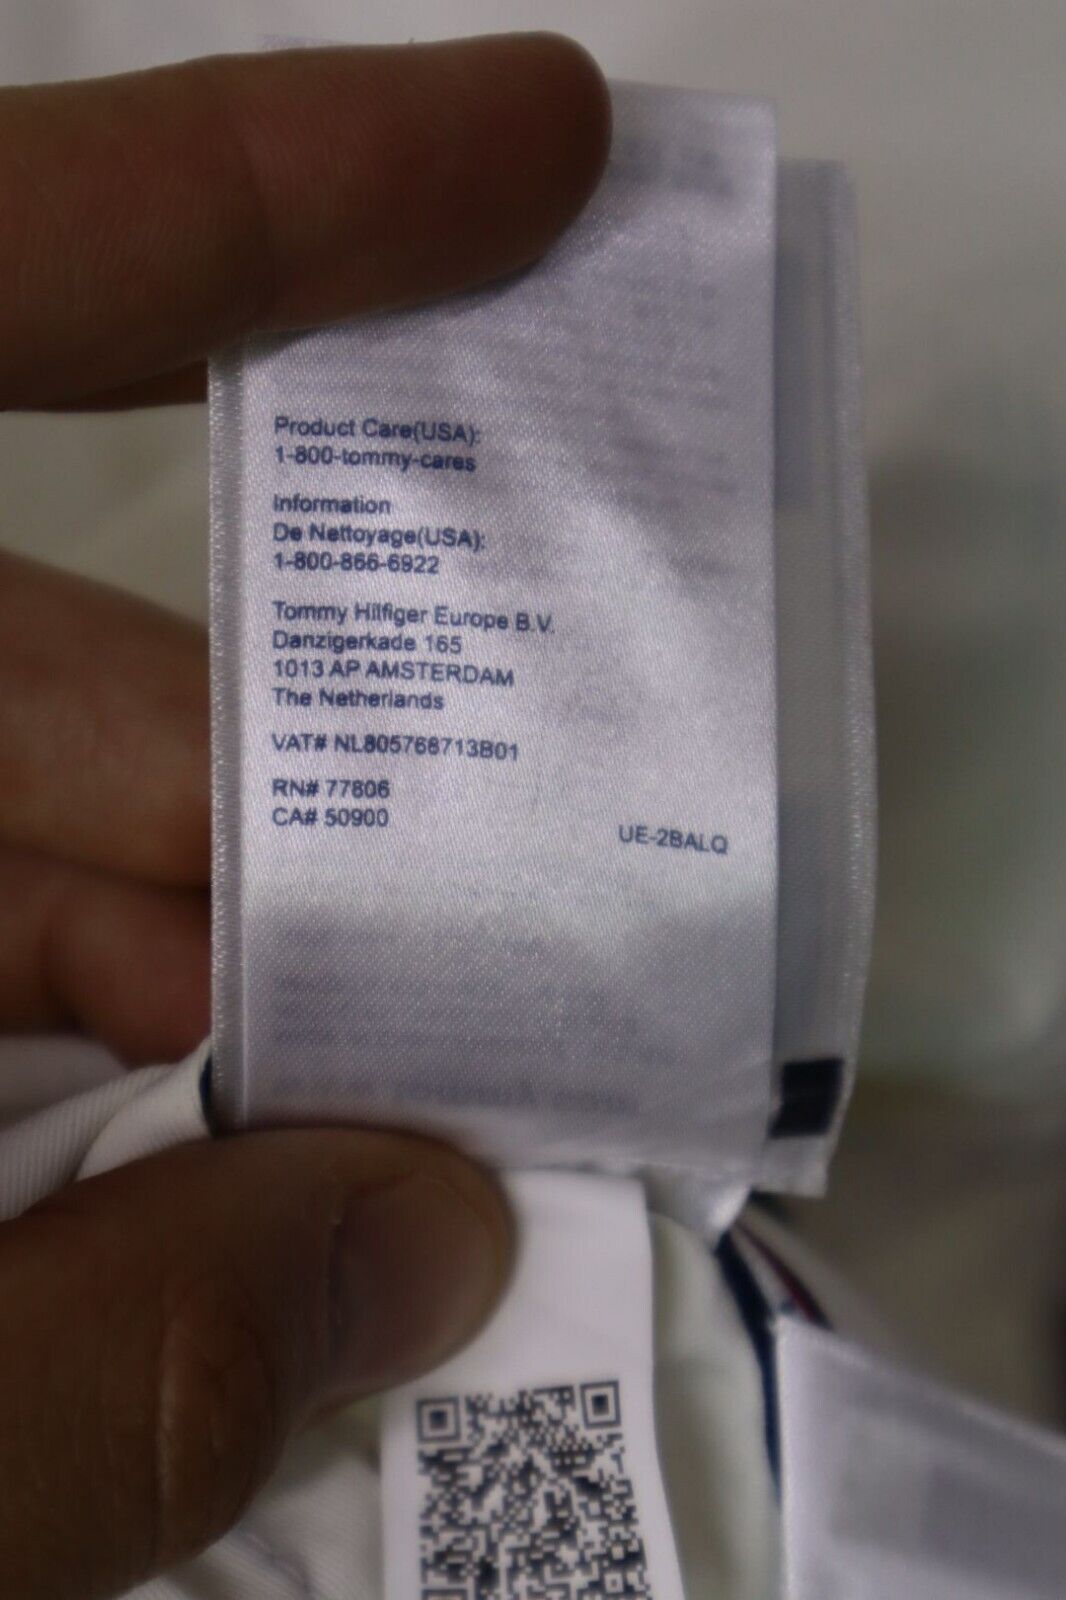 Product Care(USA):
1-800-tommy-cares
Information
De Nettoyage(USA):
1-800-866-6922
Tommy Hilfiger Europe B.V.
Danzigerkade 165
1013 AP AMSTERDAM
The Netherlands
VAT# NL805768713B01
RN# 77806
CA# 50900
UE-2BALQ